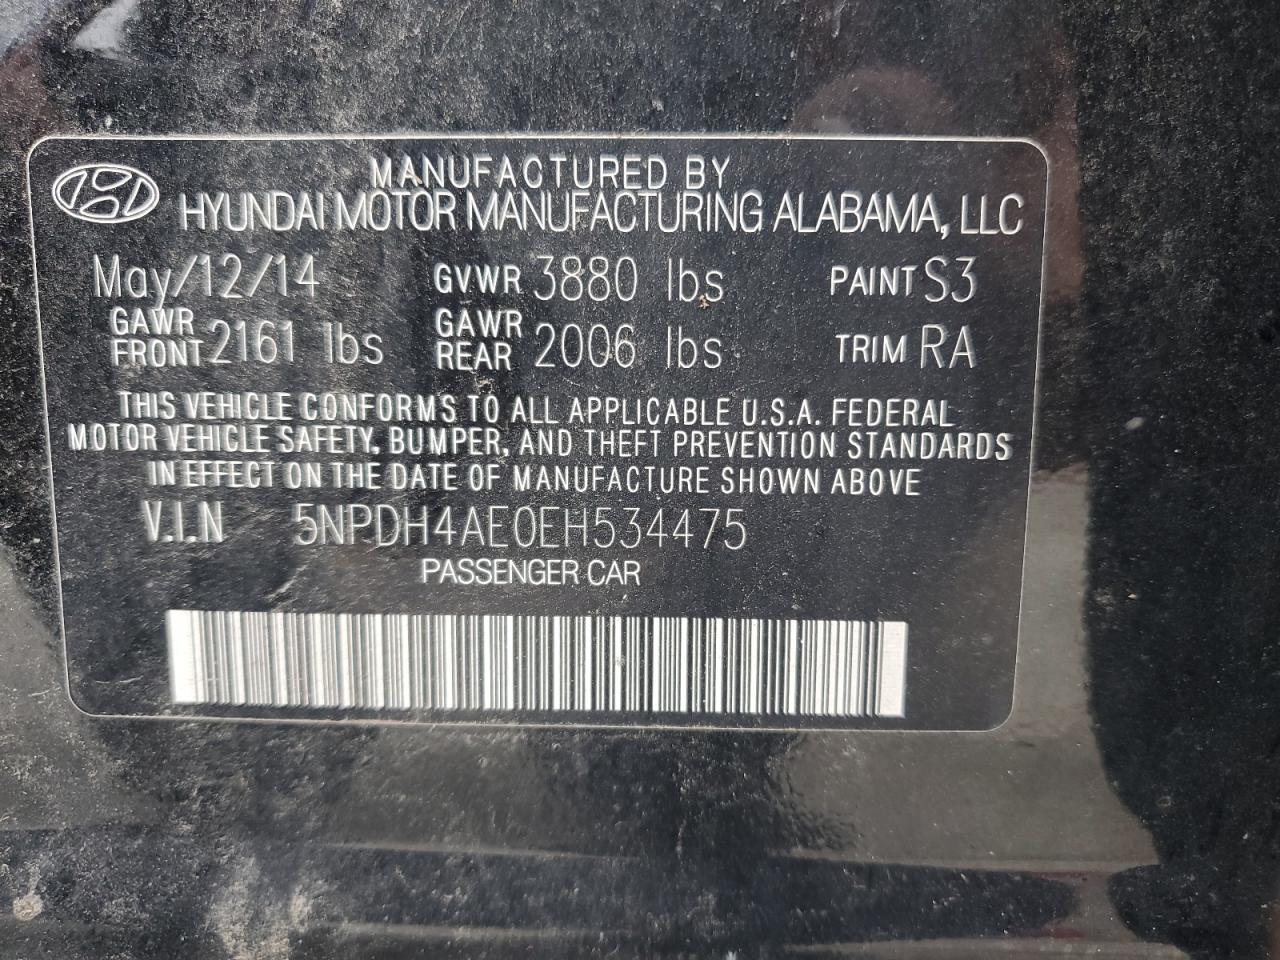 MANUFACTURED BY
HYUNDAI MOTOR MANUFACTURING ALABAMA, LLC
May/12/14 GVWR 3880 lbs PAINT S3
GAWR FRONT 2161 lbs GAWR REAR 2006 lbs TRIM RA
THIS VEHICLE CONFORMS TO ALL APPLICABLE U.S.A. FEDERAL
MOTOR VEHICLE SAFETY, BUMPER, AND THEFT PREVENTION STANDARDS
IN EFFECT ON THE DATE OF MANUFACTURE SHOWN ABOVE
V.I.N 5NPDH4AE0EH534475
PASSENGER CAR